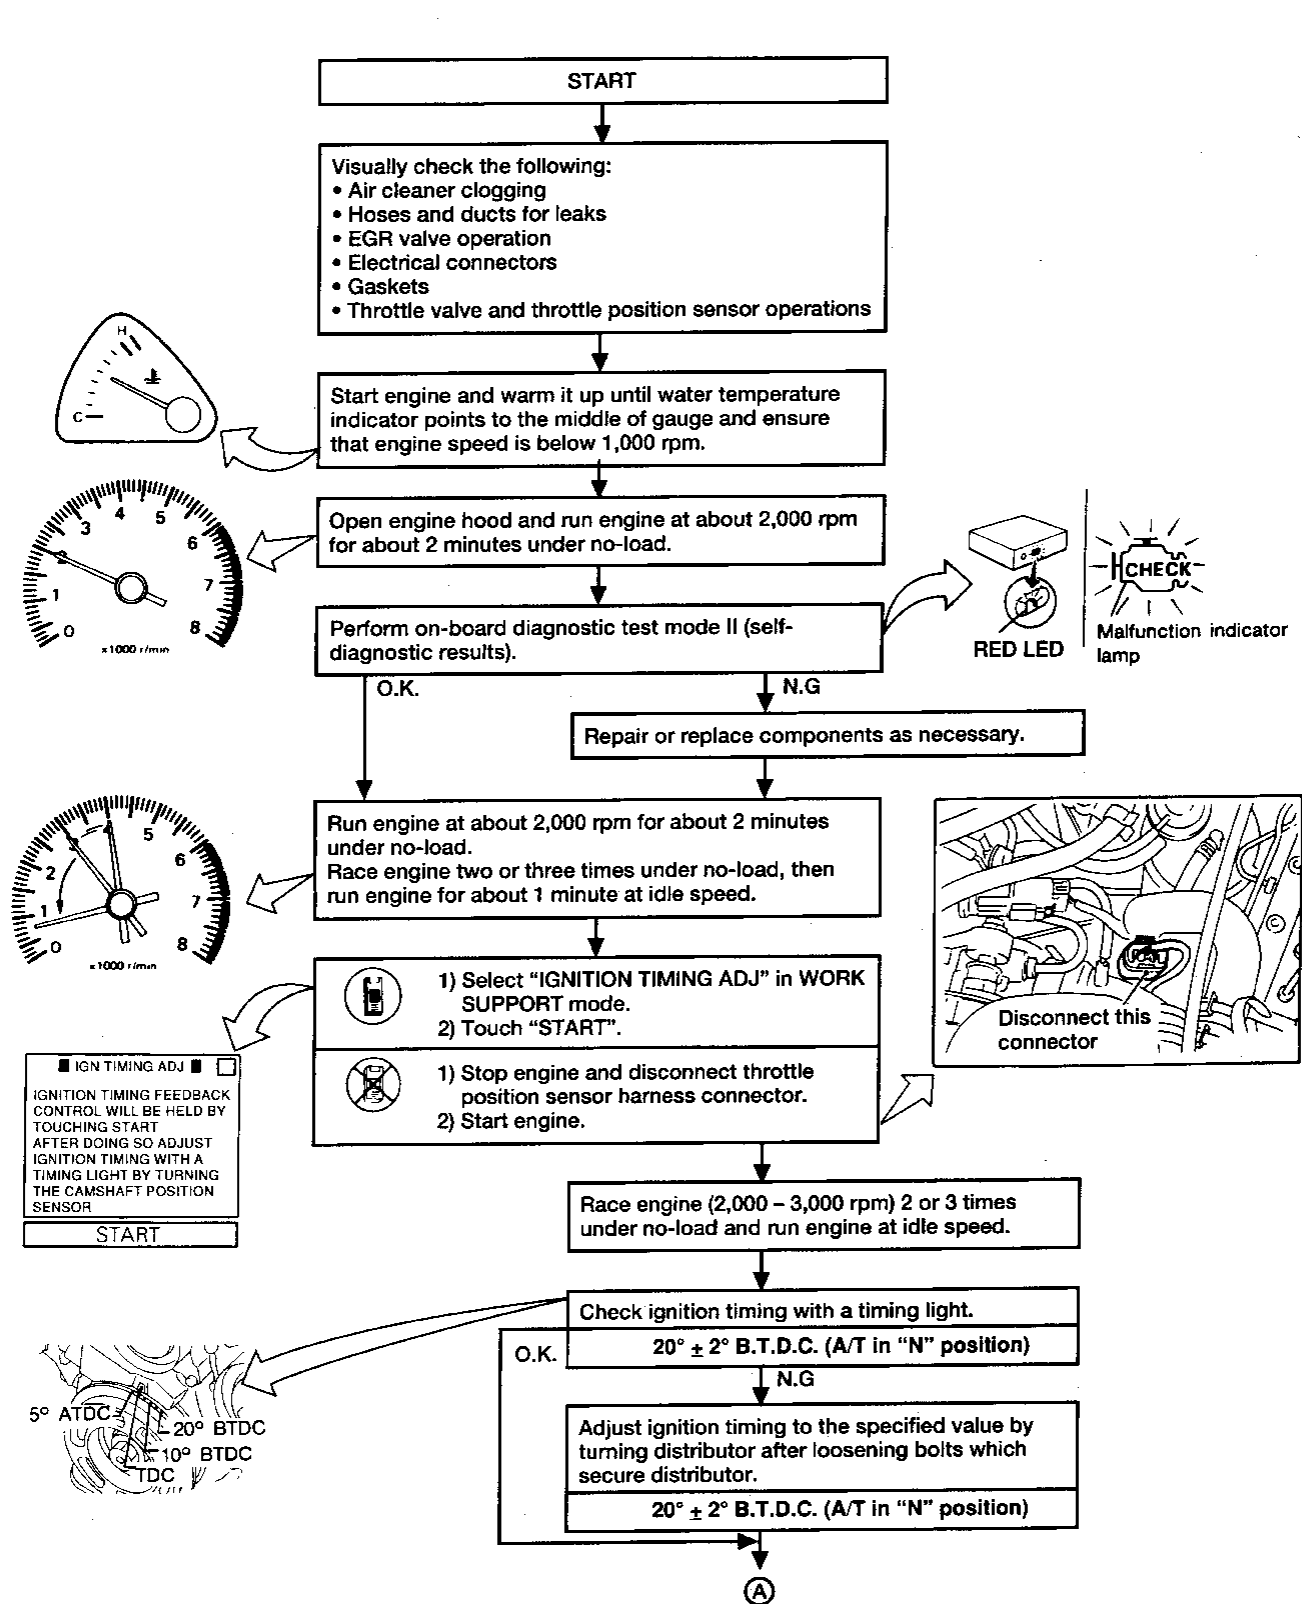 START
Visually check the following:
• Air cleaner clogging
• Hoses and ducts for leaks
• EGR valve operation
• Electrical connectors
• Gaskets
• Throttle valve and throttle position sensor operations
H
C
Start engine and warm it up until water temperature
indicator points to the middle of gauge and ensure
that engine speed is below 1,000 rpm.
0
1
2
3
4
5
6
7
8
x1000 r/min
Open engine hood and run engine at about 2,000 rpm
for about 2 minutes under no-load.
Perform on-board diagnostic test mode II (self-
diagnostic results).
RED LED
CHECK
Malfunction indicator
lamp
O.K.
N.G
Repair or replace components as necessary.
0
1
2
3
4
5
6
7
8
x1000 r/min
Run engine at about 2,000 rpm for about 2 minutes
under no-load.
Race engine two or three times under no-load, then
run engine for about 1 minute at idle speed.
1) Select “IGNITION TIMING ADJ” in WORK
SUPPORT mode.
2) Touch “START”.
1) Stop engine and disconnect throttle
position sensor harness connector.
2) Start engine.
Disconnect this
connector
IGN TIMING ADJ
IGNITION TIMING FEEDBACK
CONTROL WILL BE HELD BY
TOUCHING START
AFTER DOING SO ADJUST
IGNITION TIMING WITH A
TIMING LIGHT BY TURNING
THE CAMSHAFT POSITION
SENSOR
START
Race engine (2,000 – 3,000 rpm) 2 or 3 times
under no-load and run engine at idle speed.
Check ignition timing with a timing light.
20° ± 2° B.T.D.C. (A/T in “N” position)
O.K.
N.G
5° ATDC
20° BTDC
10° BTDC
TDC
Adjust ignition timing to the specified value by
turning distributor after loosening bolts which
secure distributor.
20° ± 2° B.T.D.C. (A/T in “N” position)
A